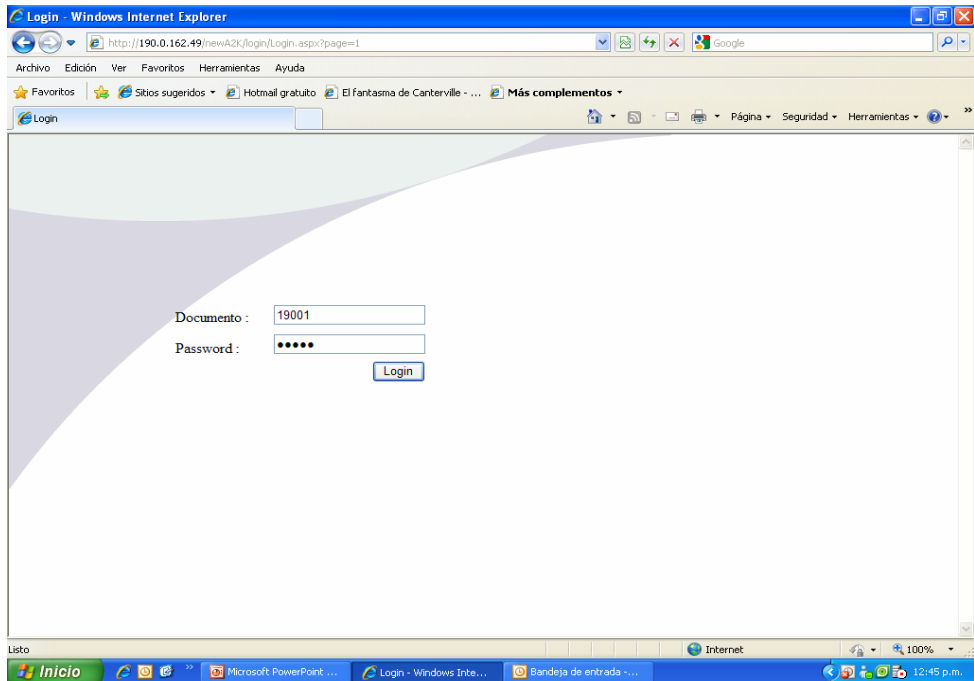 Login - Windows Internet Explorer
http://190.0.162.49/newA2K/login/Login.aspx?page=1
Google
Archivo Edición Ver Favoritos Herramientas Ayuda
Favoritos Sitios sugeridos Hotmail gratuito El fantasma de Canterville - ... Más complementos
Login Página Seguridad Herramientas »
Documento : 19001
Password : •••••
Login
Listo Internet 100%
Inicio » Microsoft PowerPoint ... Login - Windows Inte... Bandeja de entrada -... 12:45 p.m.